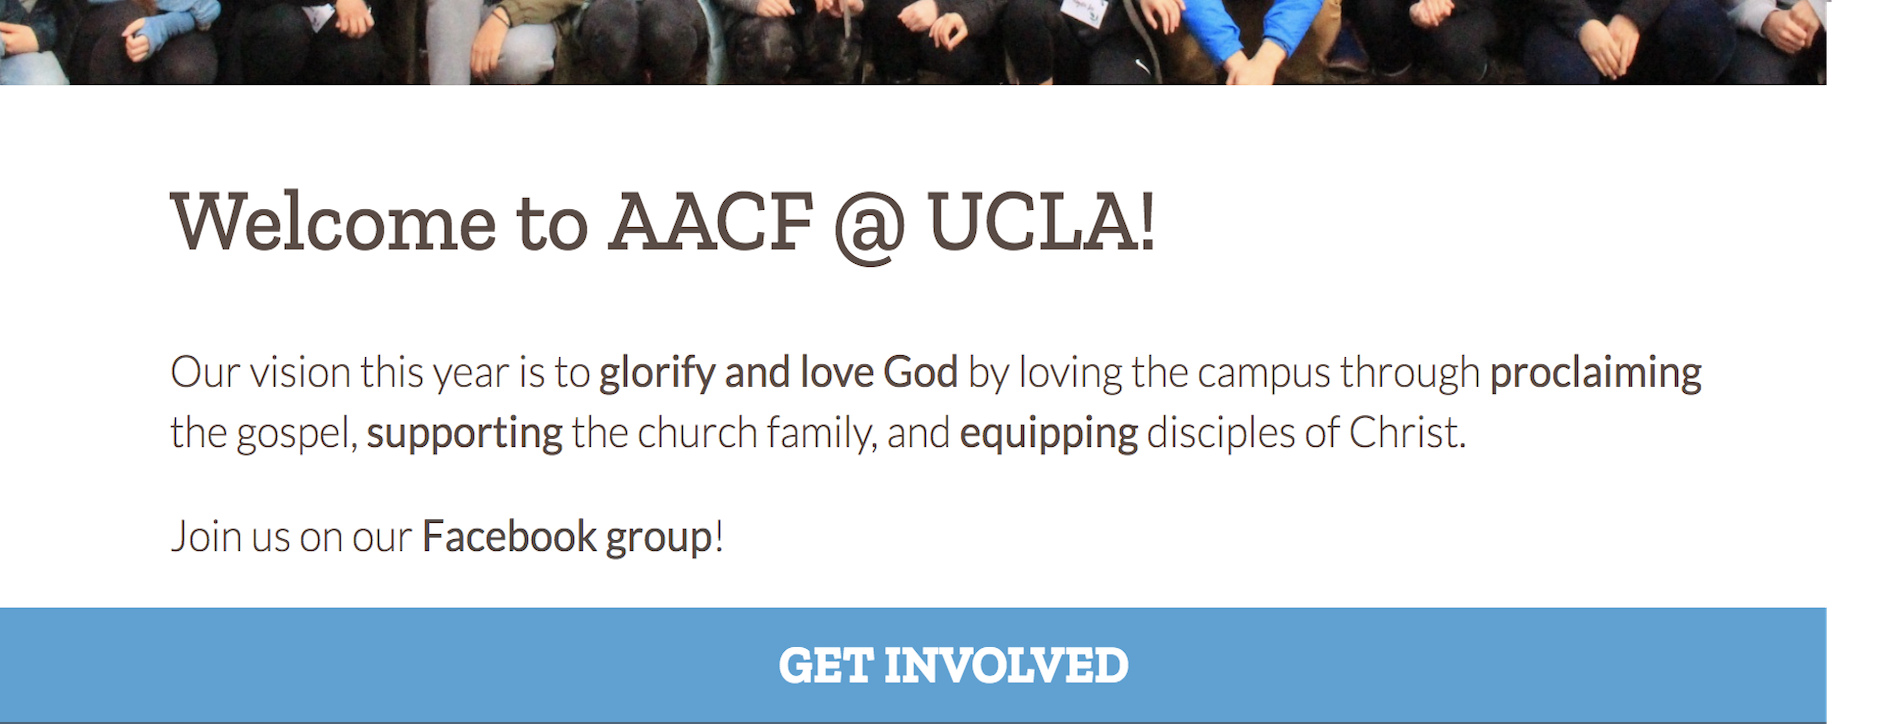 Welcome to AACF @ UCLA!
Our vision this year is to glorify and love God by loving the campus through proclaiming
the gospel, supporting the church family, and equipping disciples of Christ.
Join us on our Facebook group!
GET INVOLVED